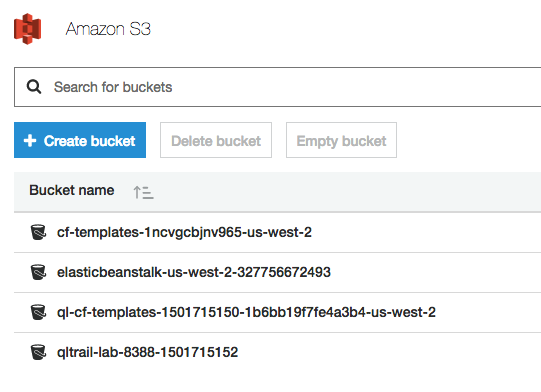 Amazon S3
Search for buckets
+ Create bucket Delete bucket Empty bucket
Bucket name
cf-templates-1ncvgcbjnv965-us-west-2
elasticbeanstalk-us-west-2-327756672493
ql-cf-templates-1501715150-1b6bb19f7fe4a3b4-us-west-2
qltrail-lab-8388-1501715152